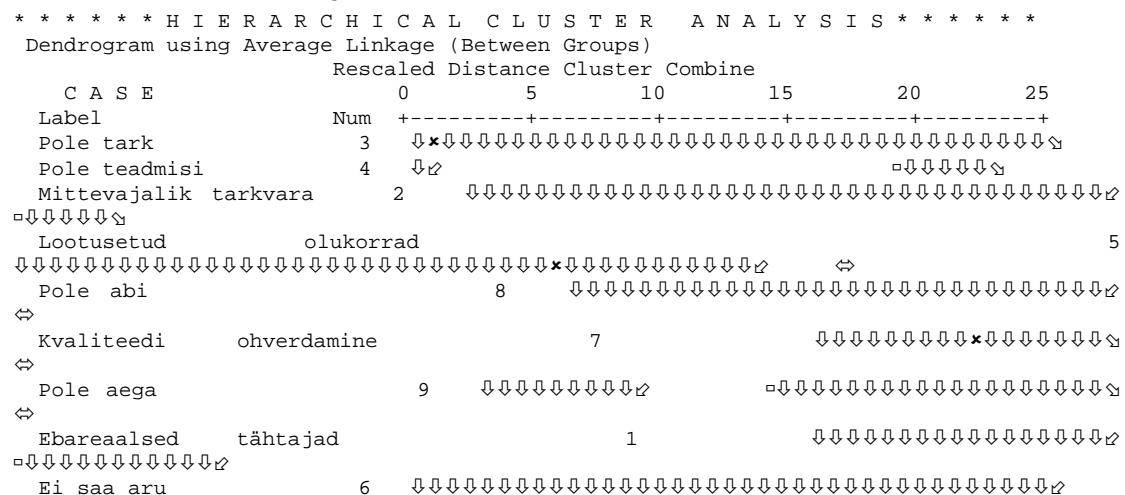 * * * * * * H I E R A R C H I C A L   C L U S T E R   A N A L Y S I S * * * * * *
Dendrogram using Average Linkage (Between Groups)
Rescaled Distance Cluster Combine
C A S E 0 5 10 15 20 25
Label Num +---------+---------+---------+---------+---------+
Pole tark 3 ⇩×⇩⇩⇩⇩⇩⇩⇩⇩⇩⇩⇩⇩⇩⇩⇩⇩⇩⇩⇩⇩⇩⇩⇩⇩⇩⇩⇩⇩⇩⇩⇩⇩⇩⇩⬂
Pole teadmisi 4 ⇩⬃ ▫⇩⇩⇩⇩⇩⬂
Mittevajalik tarkvara 2 ⇩⇩⇩⇩⇩⇩⇩⇩⇩⇩⇩⇩⇩⇩⇩⇩⇩⇩⇩⇩⇩⇩⇩⇩⇩⇩⇩⇩⇩⇩⇩⇩⇩⇩⇩⇩⇩⬃
▫⇩⇩⇩⇩⇩⬂
Lootusetud olukorrad 5
⇩⇩⇩⇩⇩⇩⇩⇩⇩⇩⇩⇩⇩⇩⇩⇩⇩⇩⇩⇩⇩⇩⇩⇩⇩⇩⇩⇩⇩⇩⇩×⇩⇩⇩⇩⇩⇩⇩⇩⇩⇩⇩⬃ ⬄
Pole abi 8 ⇩⇩⇩⇩⇩⇩⇩⇩⇩⇩⇩⇩⇩⇩⇩⇩⇩⇩⇩⇩⇩⇩⇩⇩⇩⇩⇩⇩⇩⇩⇩⬃
⬄
Kvaliteedi ohverdamine 7 ⇩⇩⇩⇩⇩⇩⇩⇩⇩×⇩⇩⇩⇩⇩⇩⇩⬂
⬄
Pole aega 9 ⇩⇩⇩⇩⇩⇩⇩⇩⇩⬃ ▫⇩⇩⇩⇩⇩⇩⇩⇩⇩⇩⇩⇩⇩⇩⇩⇩⇩⇩⇩⬂
⬄
Ebareaalsed tähtajad 1 ⇩⇩⇩⇩⇩⇩⇩⇩⇩⇩⇩⇩⇩⇩⇩⇩⇩⬃
▫⇩⇩⇩⇩⇩⇩⇩⇩⇩⇩⇩⬃
Ei saa aru 6 ⇩⇩⇩⇩⇩⇩⇩⇩⇩⇩⇩⇩⇩⇩⇩⇩⇩⇩⇩⇩⇩⇩⇩⇩⇩⇩⇩⇩⇩⇩⇩⇩⇩⇩⇩⇩⇩⬃